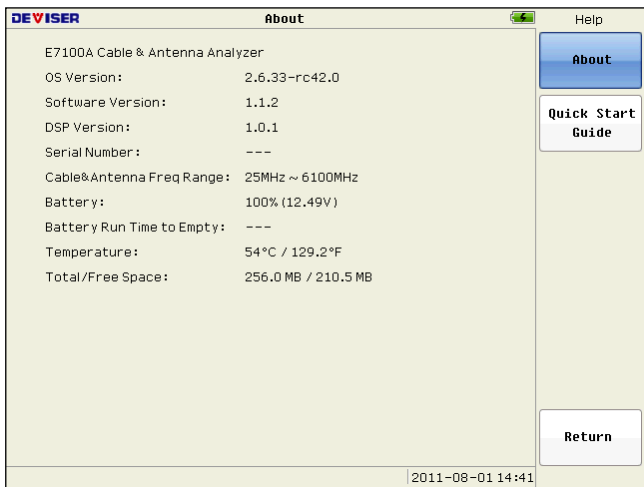 DEVISER
About
Help
E7100A Cable & Antenna Analyzer
OS Version: 2.6.33-rc42.0
Software Version: 1.1.2
DSP Version: 1.0.1
Serial Number: ---
Cable&Antenna Freq Range: 25MHz ~ 6100MHz
Battery: 100% (12.49V)
Battery Run Time to Empty: ---
Temperature: 54°C / 129.2°F
Total/Free Space: 256.0 MB / 210.5 MB
About
Quick Start
Guide
Return
2011-08-01 14:41